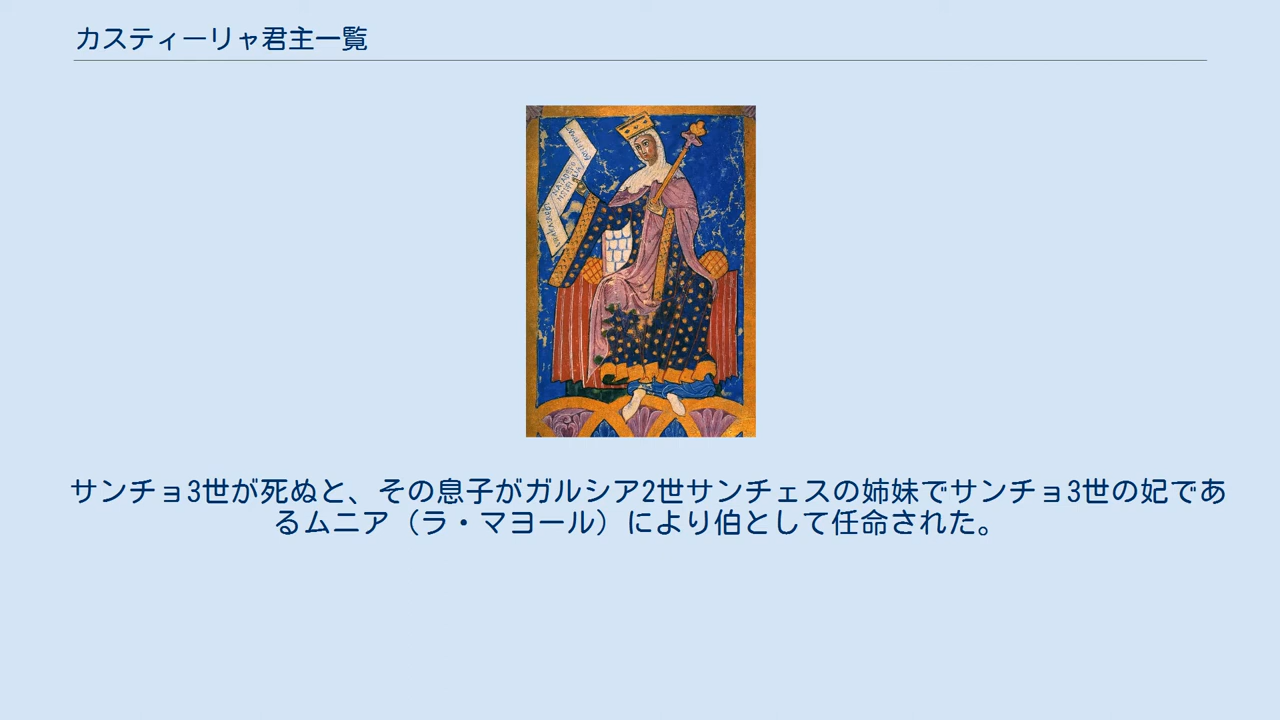 カスティーリャ君主一覧
サンチョ3世が死ぬと、その息子がガルシア2世サンチェスの姉妹でサンチョ3世の妃であ
るムニア（ラ・マヨール）により伯として任命された。